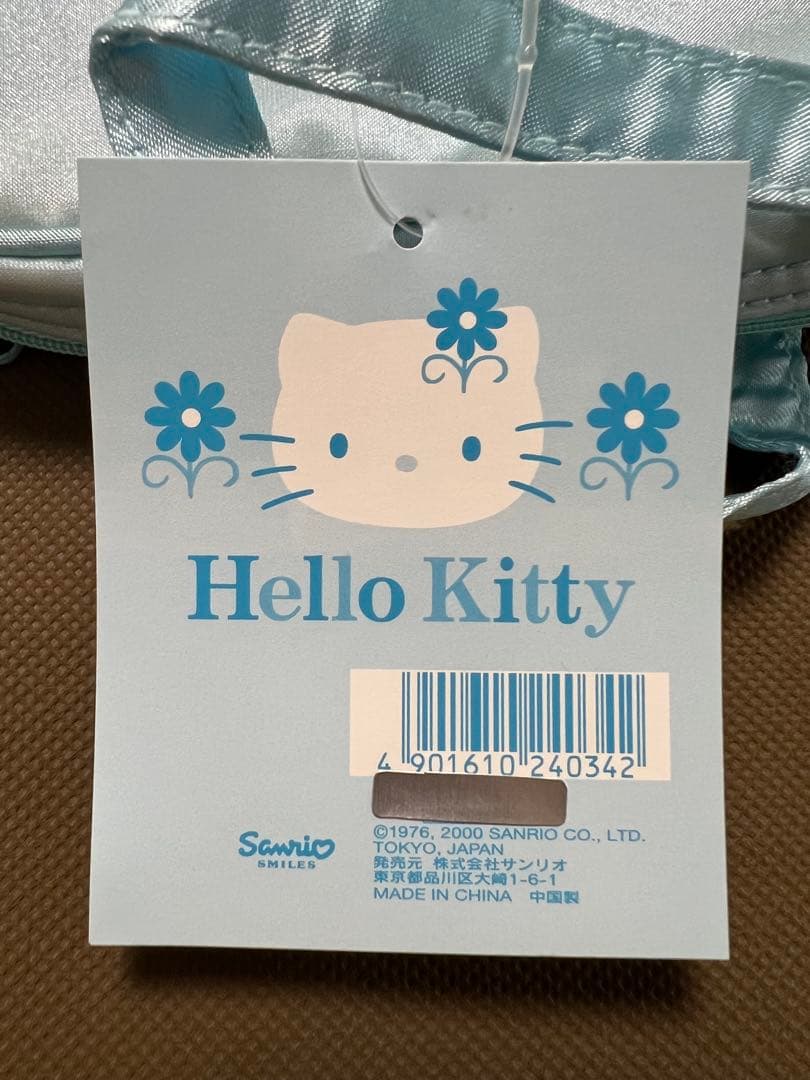 Hello Kitty
4 901610 240342
Sanrio
SMILES
©1976, 2000 SANRIO CO., LTD.
TOKYO, JAPAN
発売元 株式会社サンリオ
東京都品川区大崎1-6-1
MADE IN CHINA 中国製